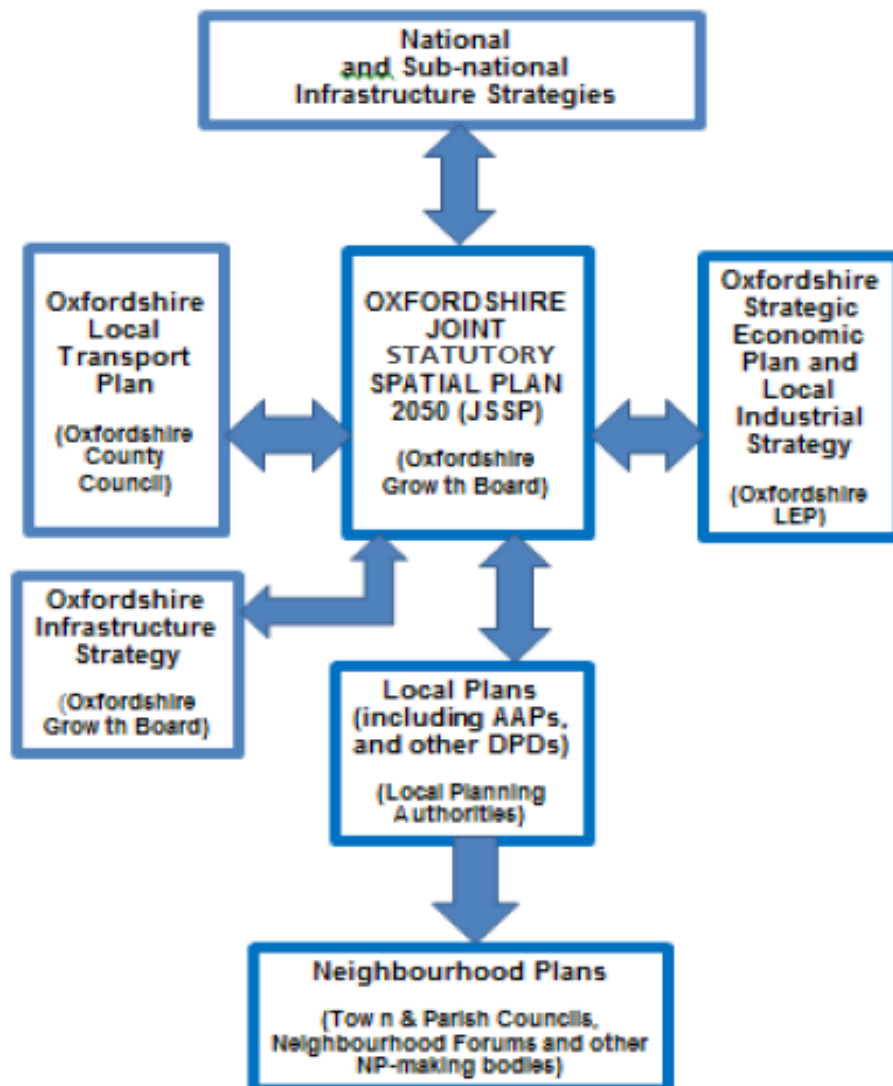 National
and Sub-national
Infrastructure Strategies
Oxfordshire
Local
Transport
Plan
(Oxfordshire
County
Council)
OXFORDSHIRE
JOINT
STATUTORY
SPATIAL PLAN
2050 (JSSP)
(Oxfordshire
Grow th Board)
Oxfordshire
Strategic
Economic
Plan and
Local
Industrial
Strategy
(Oxfordshire
LEP)
Oxfordshire
Infrastructure
Strategy
(Oxfordshire
Grow th Board)
Local Plans
(including AAPs,
and other DPDs)
(Local Planning
Authorities)
Neighbourhood Plans
(Tow n & Parish Councils,
Neighbourhood Forums and other
NP-making bodies)